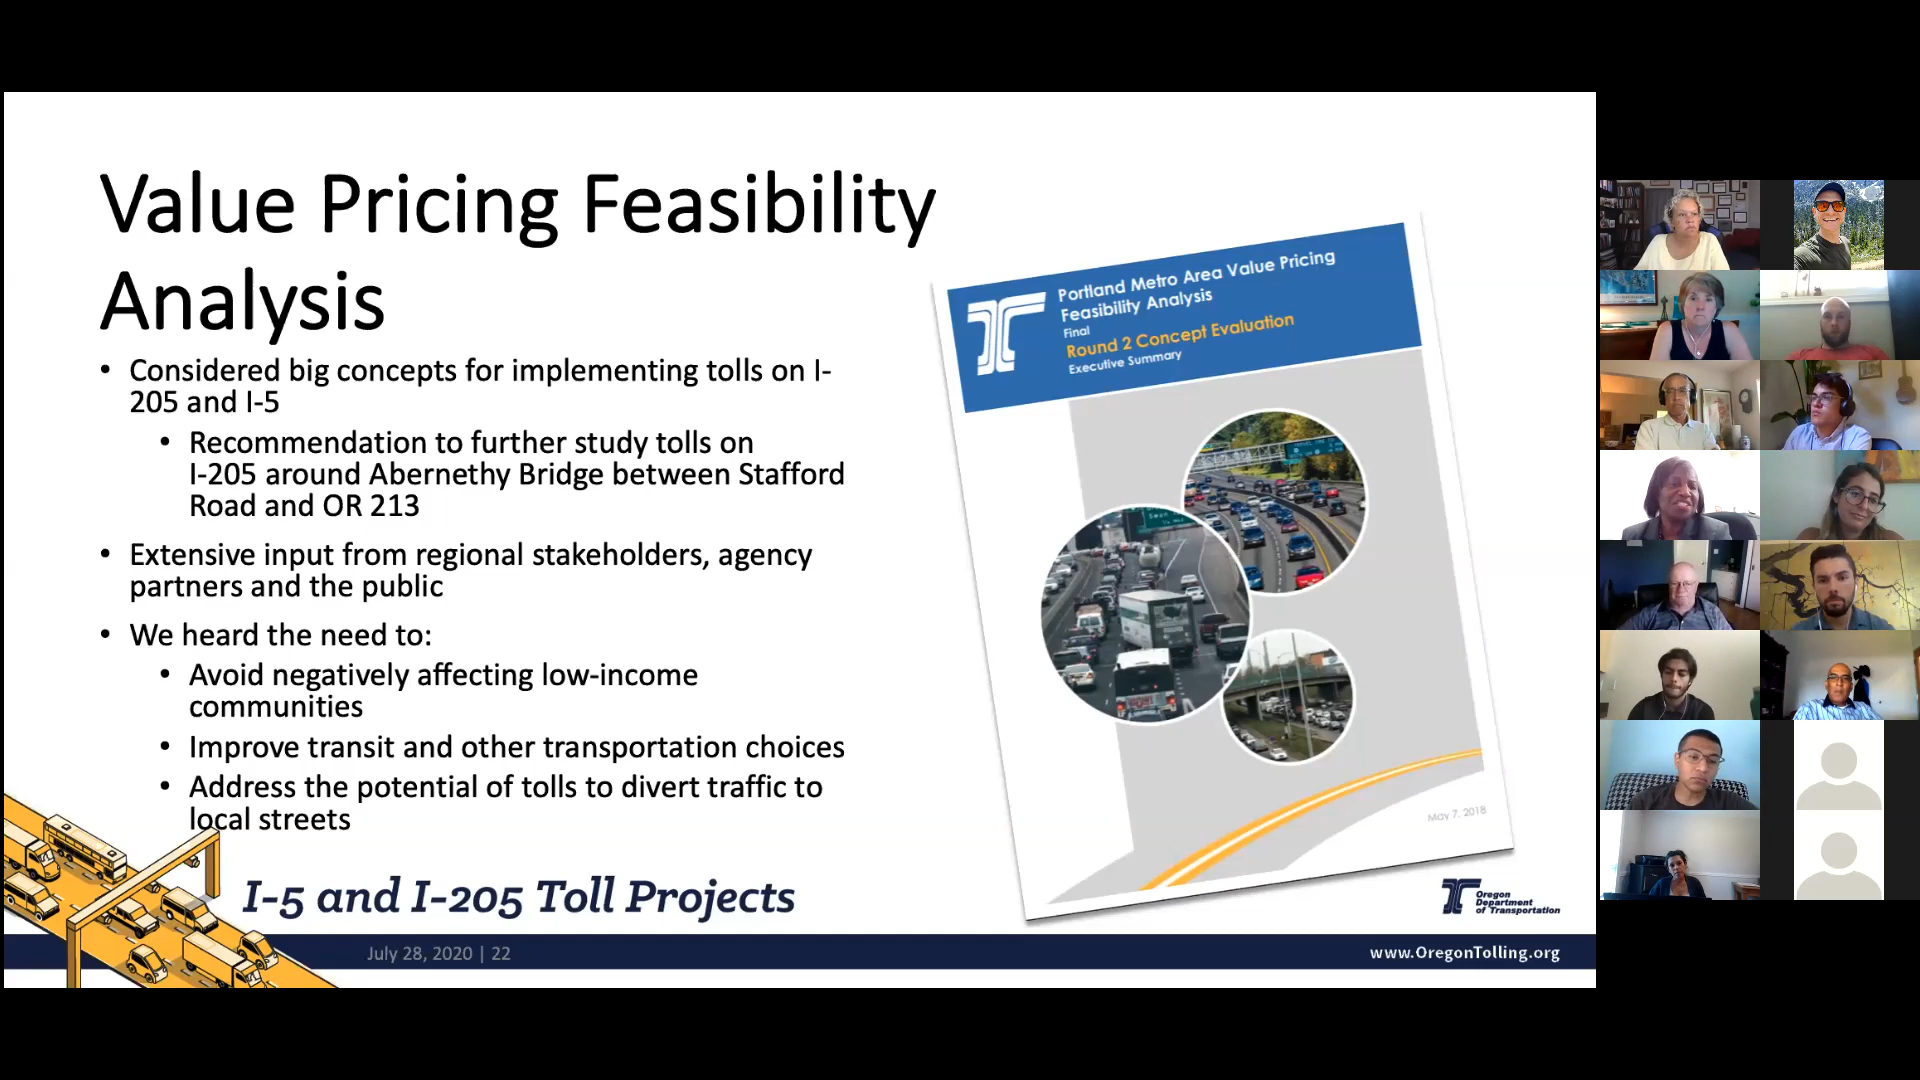 Value Pricing Feasibility
Analysis
• Considered big concepts for implementing tolls on I-
205 and I-5
• Recommendation to further study tolls on
I-205 around Abernethy Bridge between Stafford
Road and OR 213
• Extensive input from regional stakeholders, agency
partners and the public
• We heard the need to:
• Avoid negatively affecting low-income
communities
• Improve transit and other transportation choices
• Address the potential of tolls to divert traffic to
local streets
Portland Metro Area Value Pricing
Feasibility Analysis
Final
Round 2 Concept Evaluation
Executive Summary
May 7, 2018
I-5 and I-205 Toll Projects
Oregon
Department
of Transportation
July 28, 2020 | 22
www.OregonTolling.org